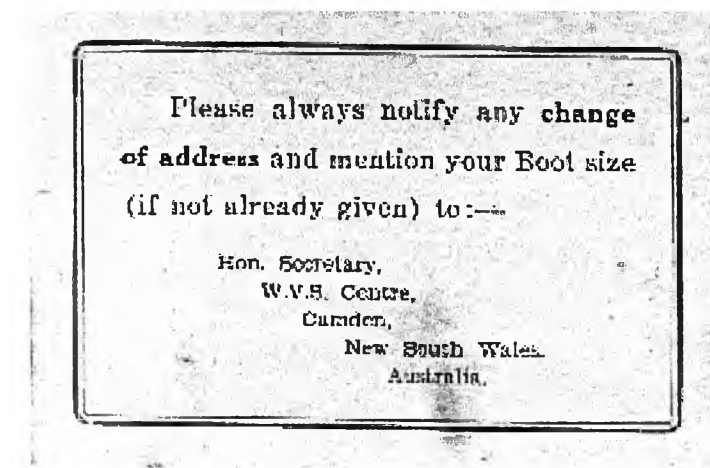 Please always notify any change
of address and mention your Boot size
(if not already given) to:—
Hon. Secretary,
W.V.S. Centre,
Camden,
New South Wales
Australia.